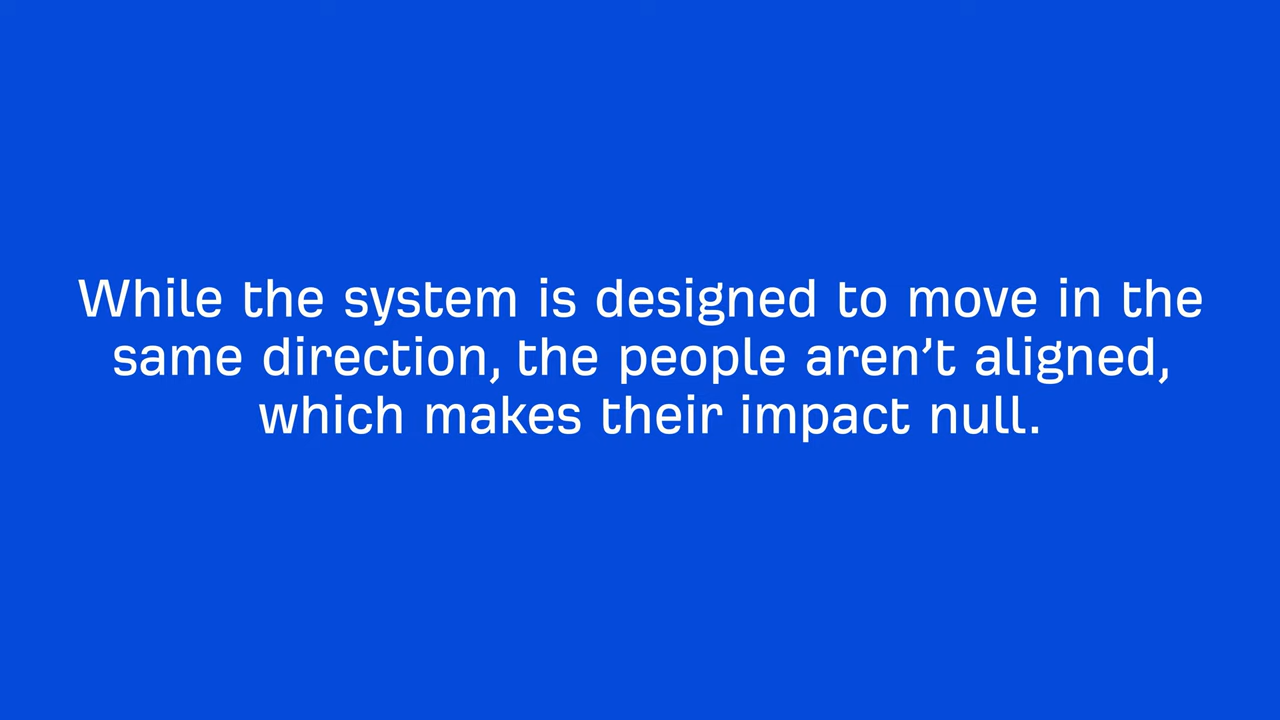 While the system is designed to move in the
same direction, the people aren’t aligned,
which makes their impact null.